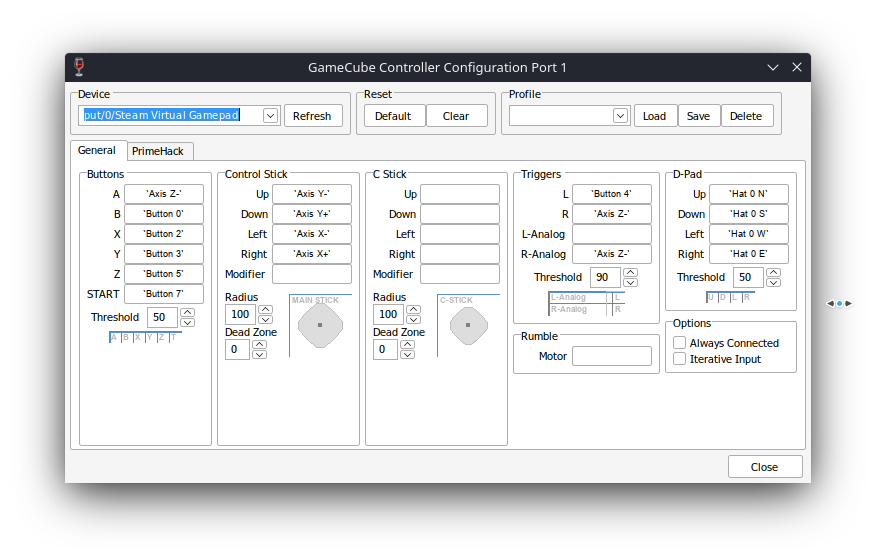 GameCube Controller Configuration Port 1
Device
put/0/Steam Virtual Gamepad
Refresh
Reset
Default
Clear
Profile
Load
Save
Delete
General
PrimeHack
Buttons
A `Axis Z-`
B `Button 0`
X `Button 2`
Y `Button 3`
Z `Button 5`
START `Button 7`
Threshold 50
A B X Y Z T
Control Stick
Up `Axis Y-`
Down `Axis Y+`
Left `Axis X-`
Right `Axis X+`
Modifier
Radius
100
Dead Zone
0
MAIN STICK
C Stick
Up
Down
Left
Right
Modifier
Radius
100
Dead Zone
0
C-STICK
Triggers
L `Button 4`
R `Axis Z-`
L-Analog
R-Analog `Axis Z-`
Threshold 90
L-Analog L
R-Analog R
Rumble
Motor
D-Pad
Up `Hat 0 N`
Down `Hat 0 S`
Left `Hat 0 W`
Right `Hat 0 E`
Threshold 50
U D L R
Options
Always Connected
Iterative Input
Close